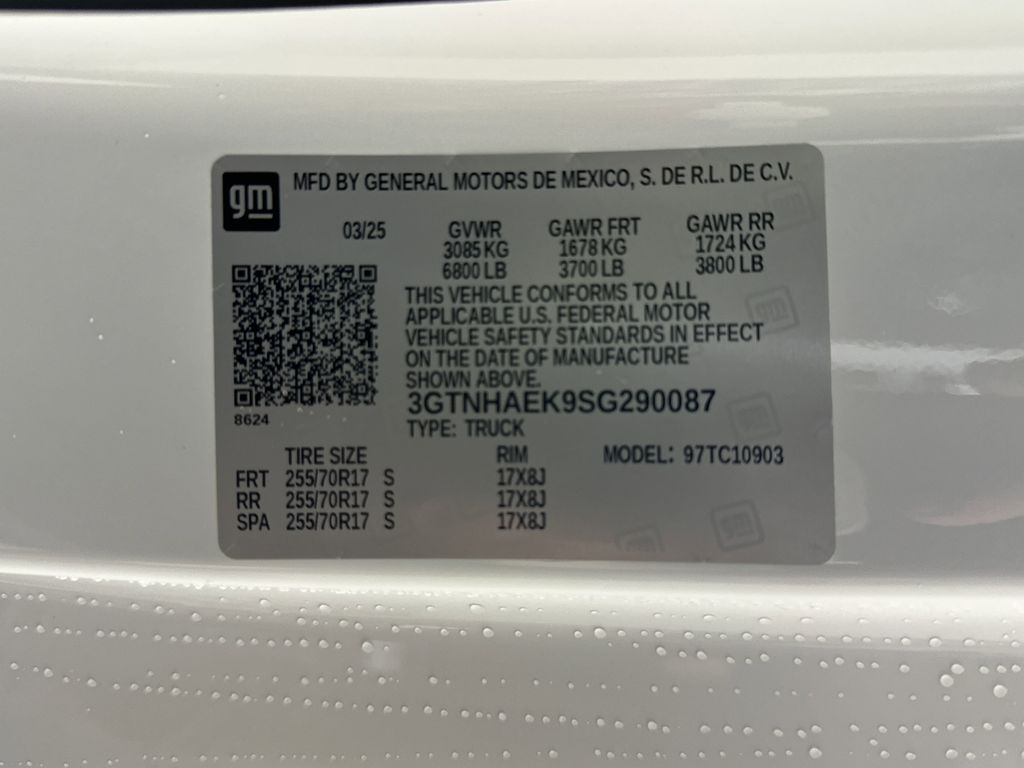 gm MFD BY GENERAL MOTORS DE MEXICO, S. DE R.L. DE C.V.
03/25 GVWR GAWR FRT GAWR RR
3085 KG 1678 KG 1724 KG
6800 LB 3700 LB 3800 LB
THIS VEHICLE CONFORMS TO ALL
APPLICABLE U.S. FEDERAL MOTOR
VEHICLE SAFETY STANDARDS IN EFFECT
ON THE DATE OF MANUFACTURE
SHOWN ABOVE.
3GTNHAEK9SG290087
8624
TYPE: TRUCK
TIRE SIZE RIM MODEL: 97TC10903
FRT 255/70R17 S 17X8J
RR 255/70R17 S 17X8J
SPA 255/70R17 S 17X8J